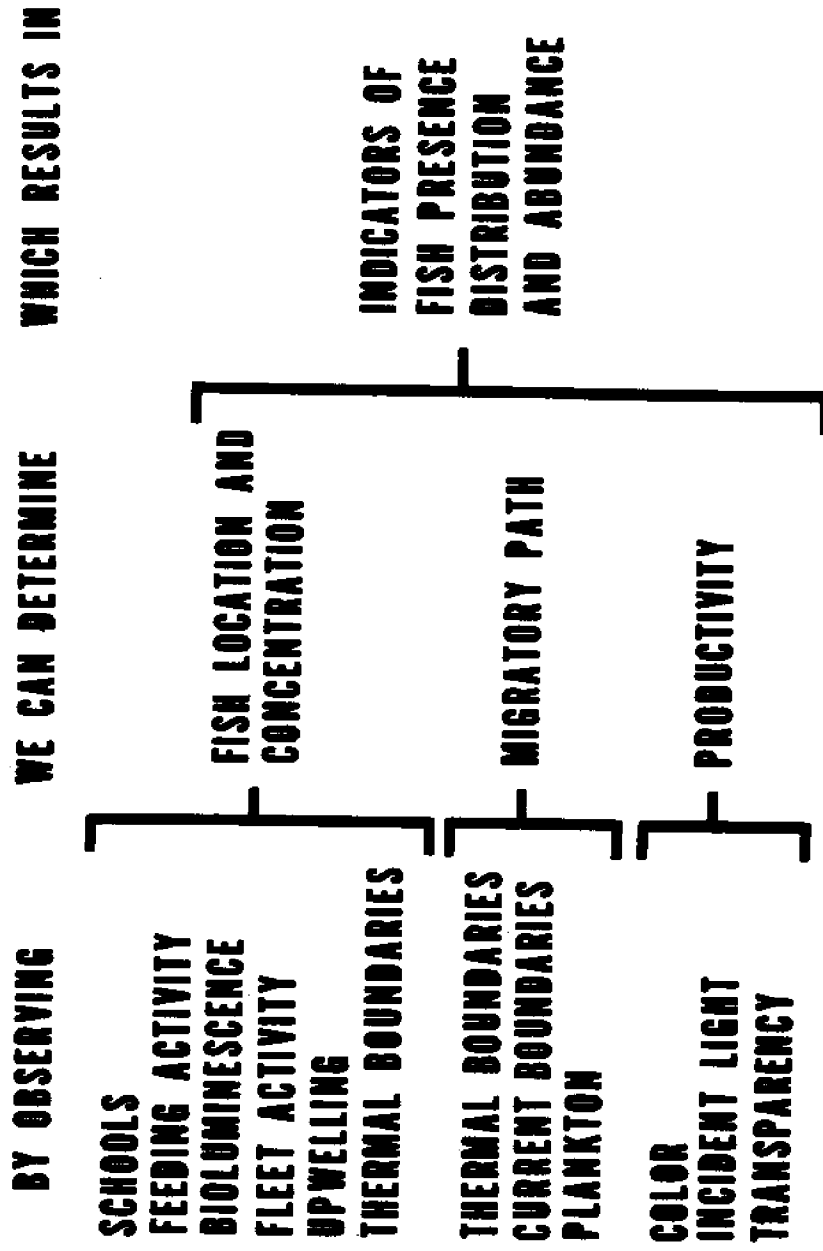 BY OBSERVING
WE CAN DETERMINE
WHICH RESULTS IN
SCHOOLS
FEEDING ACTIVITY
BIOLUMINESCENCE
FLEET ACTIVITY
UPWELLING
THERMAL BOUNDARIES
FISH LOCATION AND
CONCENTRATION
THERMAL BOUNDARIES
CURRENT BOUNDARIES
PLANKTON
MIGRATORY PATH
COLOR
INCIDENT LIGHT
TRANSPARENCY
PRODUCTIVITY
INDICATORS OF
FISH PRESENCE
DISTRIBUTION
AND ABUNDANCE